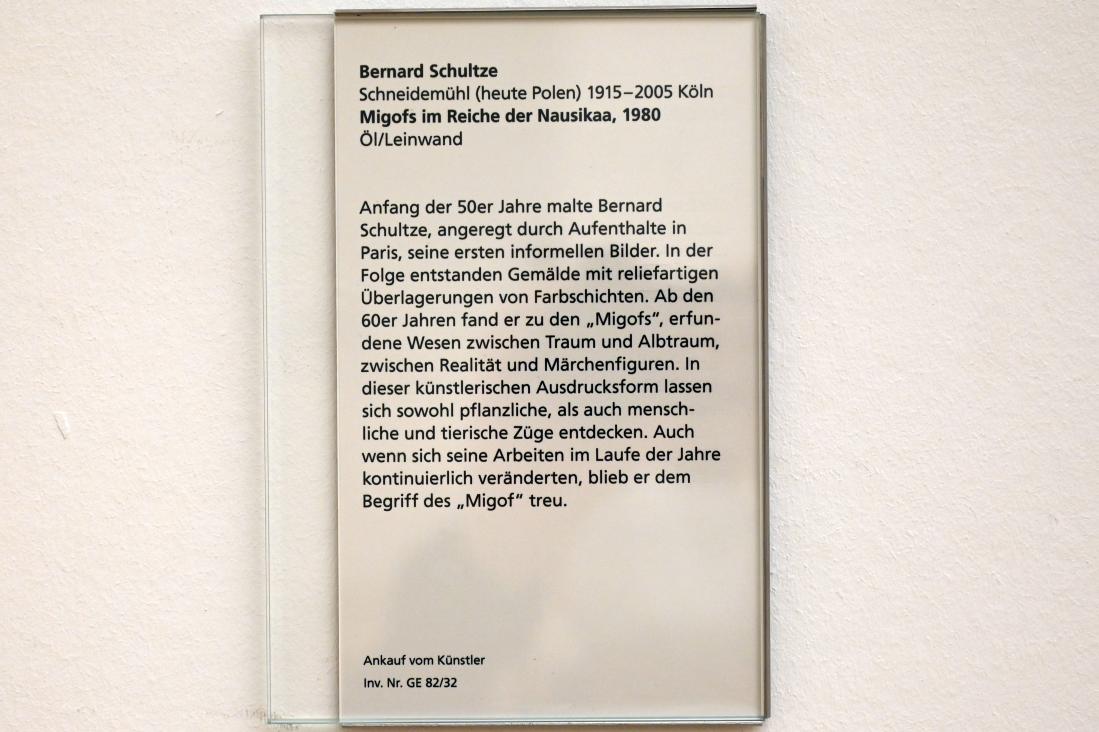 Bernard Schultze
Schneidemühl (heute Polen) 1915–2005 Köln
Migofs im Reiche der Nausikaa, 1980
Öl/Leinwand
Anfang der 50er Jahre malte Bernard
Schultze, angeregt durch Aufenthalte in
Paris, seine ersten informellen Bilder. In der
Folge entstanden Gemälde mit reliefartigen
Überlagerungen von Farbschichten. Ab den
60er Jahren fand er zu den „Migofs“, erfun-
dene Wesen zwischen Traum und Albtraum,
zwischen Realität und Märchenfiguren. In
dieser künstlerischen Ausdrucksform lassen
sich sowohl pflanzliche, als auch mensch-
liche und tierische Züge entdecken. Auch
wenn sich seine Arbeiten im Laufe der Jahre
kontinuierlich veränderten, blieb er dem
Begriff des „Migof“ treu.
Ankauf vom Künstler
Inv. Nr. GE 82/32